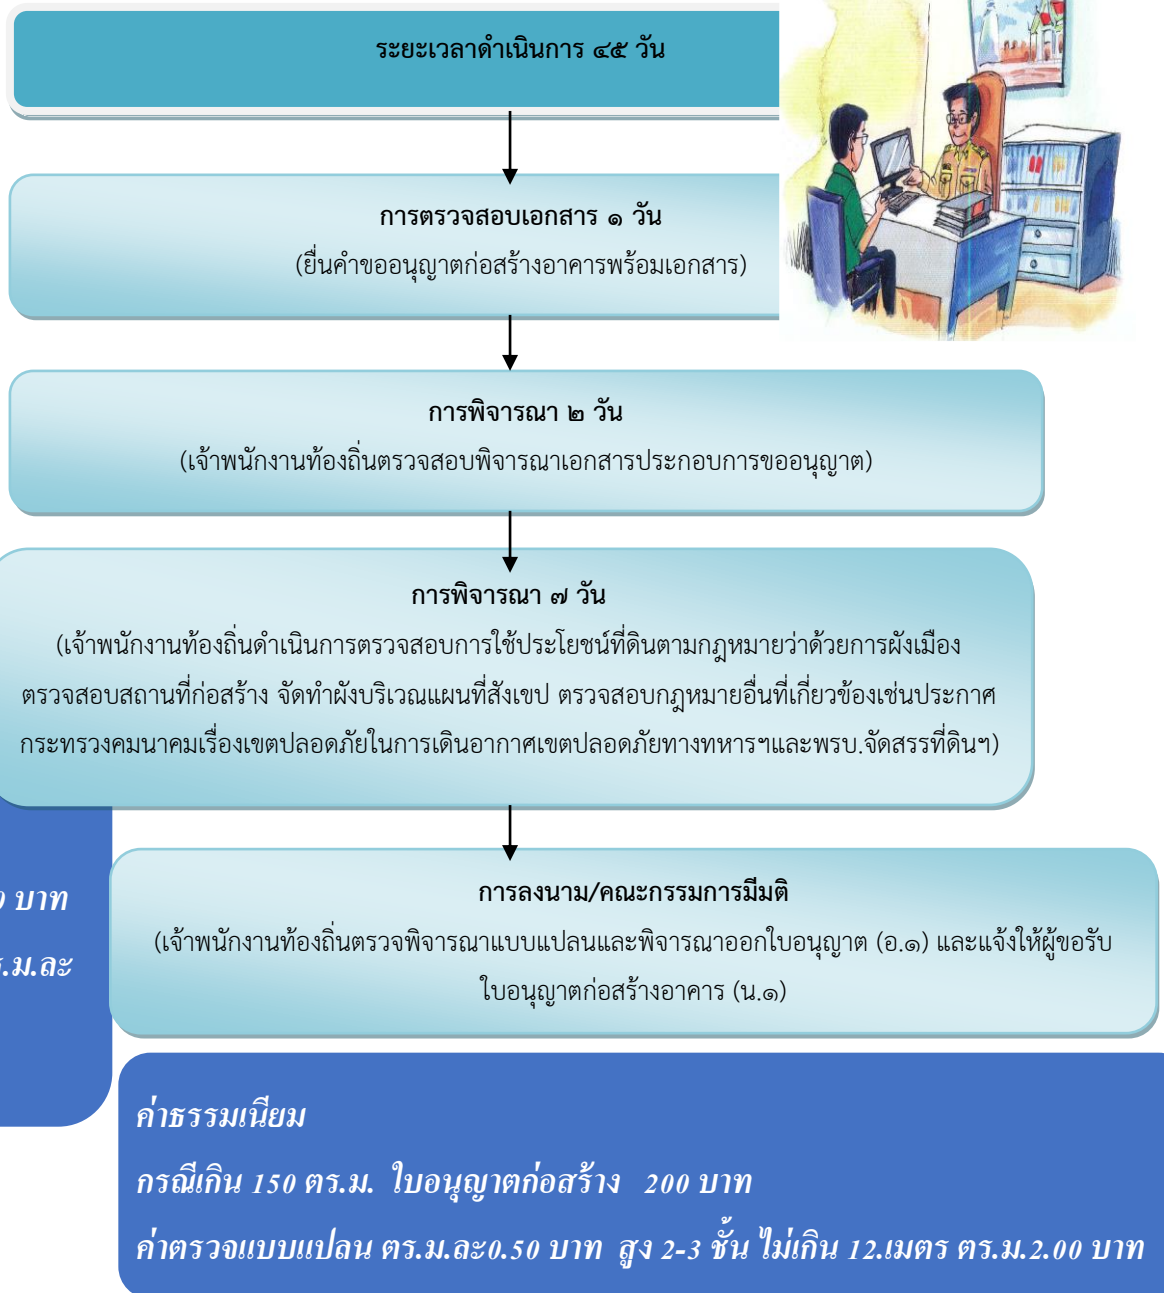 ระยะเวลาดำเนินการ ๔๕ วัน
การตรวจสอบเอกสาร ๑ วัน
(ยื่นคำขออนุญาตก่อสร้างอาคารพร้อมเอกสาร)
การพิจารณา ๒ วัน
(เจ้าพนักงานท้องถิ่นตรวจสอบพิจารณาเอกสารประกอบการขออนุญาต)
การพิจารณา ๗ วัน
(เจ้าพนักงานท้องถิ่นดำเนินการตรวจสอบการใช้ประโยชน์ที่ดินตามกฎหมายว่าด้วยการผังเมือง
ตรวจสอบสถานที่ก่อสร้าง จัดทำผังบริเวณแผนที่สังเขป ตรวจสอบกฎหมายอื่นที่เกี่ยวข้องเช่นประกาศ
กระทรวงคมนาคมเรื่องเขตปลอดภัยในการเดินอากาศเขตปลอดภัยทางทหารฯและพรบ.จัดสรรที่ดินฯ)
บาท
ม.ละ
การลงนาม/คณะกรรมการมีมติ
(เจ้าพนักงานท้องถิ่นตรวจพิจารณาแบบแปลนและพิจารณาออกใบอนุญาต (อ.๑) และแจ้งให้ผู้ขอรับ
ใบอนุญาตก่อสร้างอาคาร (น.๑)
ค่าธรรมเนียม
กรณีเกิน 150 ตร.ม. ใบอนุญาตก่อสร้าง 200 บาท
ค่าตรวจแบบแปลน ตร.ม.ละ0.50 บาท สูง 2-3 ชั้น ไม่เกิน 12.เมตร ตร.ม.2.00 บาท